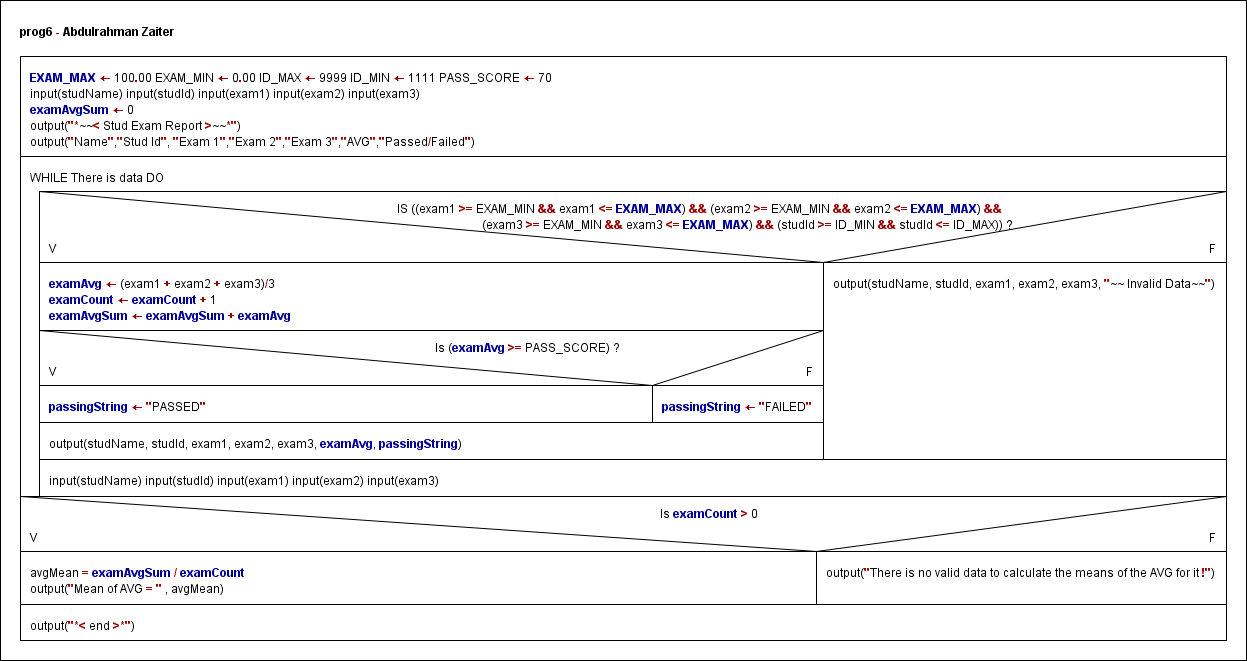 prog6 - Abdulrahman Zaiter
EXAM_MAX ← 100.00 EXAM_MIN ← 0.00 ID_MAX ← 9999 ID_MIN ← 1111 PASS_SCORE ← 70
input(studName) input(studId) input(exam1) input(exam2) input(exam3)
examAvgSum ← 0
output("*~~< Stud Exam Report >~~*")
output("Name","Stud Id", "Exam 1","Exam 2","Exam 3","AVG","Passed/Failed")
WHILE There is data DO
IS ((exam1 >= EXAM_MIN && exam1 <= EXAM_MAX) && (exam2 >= EXAM_MIN && exam2 <= EXAM_MAX) &&
(exam3 >= EXAM_MIN && exam3 <= EXAM_MAX) && (studId >= ID_MIN && studId <= ID_MAX)) ?
V
F
examAvg ← (exam1 + exam2 + exam3)/3
examCount ← examCount + 1
examAvgSum ← examAvgSum + examAvg
output(studName, studId, exam1, exam2, exam3, "~~ Invalid Data~~")
Is (examAvg >= PASS_SCORE) ?
V
F
passingString ← "PASSED"
passingString ← "FAILED"
output(studName, studId, exam1, exam2, exam3, examAvg, passingString)
input(studName) input(studId) input(exam1) input(exam2) input(exam3)
Is examCount > 0
V
F
avgMean = examAvgSum / examCount
output("Mean of AVG = " , avgMean)
output("There is no valid data to calculate the means of the AVG for it!")
output("*< end >*")